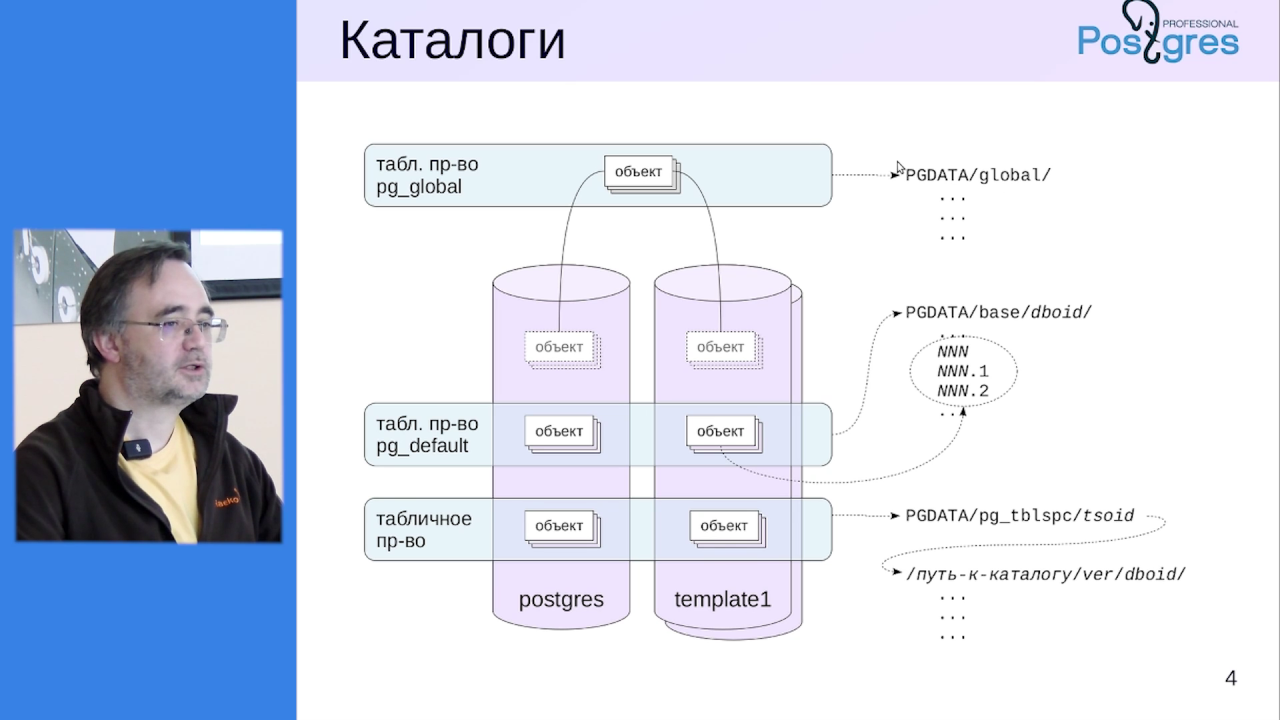 Каталоги
PROFESSIONAL
Postgres
табл. пр-во
pg_global
объект
PGDATA/global/
...
...
...
объект
объект
PGDATA/base/dboid/
...
NNN
NNN.1
NNN.2
...
табл. пр-во
pg_default
объект
объект
табличное
пр-во
объект
объект
PGDATA/pg_tblspc/tsoid
/путь-к-каталогу/ver/dboid/
...
...
...
postgres
template1
4